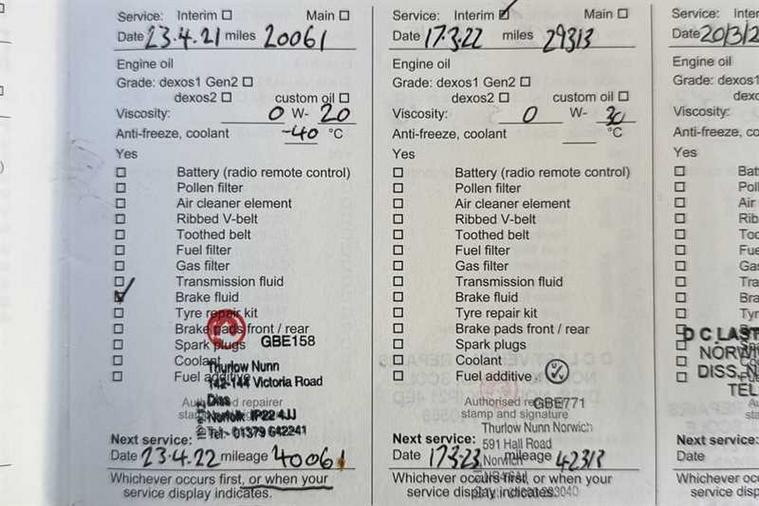 Service: Interim ☐ Main ☐
Date 23.4.21 miles 20061
Engine oil
Grade: dexos1 Gen2 ☐
dexos2 ☐ custom oil ☐
Viscosity: 0 W- 20
Anti-freeze, coolant -40 °C
Yes
☐ Battery (radio remote control)
☐ Pollen filter
☐ Air cleaner element
☐ Ribbed V-belt
☐ Toothed belt
☐ Fuel filter
☐ Gas filter
☐ Transmission fluid
☑ Brake fluid
☐ Tyre repair kit
☐ Brake pads front / rear
☐ Spark plugs GBE158
☐ Coolant
☐ Fuel additive
Thurlow Nunn
142-144 Victoria Road
Diss
Norfolk IP22 4JJ
Tel:- 01379 642241
repairer
Next service:
Date 23.4.22 mileage 40061
Whichever occurs first, or when your
service display indicates.
Service: Interim ☑ Main ☐
Date 17.3.22 miles 29313
Engine oil
Grade: dexos1 Gen2 ☐
dexos2 ☐ custom oil ☐
Viscosity: 0 W- 30
Anti-freeze, coolant °C
Yes
☐ Battery (radio remote control)
☐ Pollen filter
☐ Air cleaner element
☐ Ribbed V-belt
☐ Toothed belt
☐ Fuel filter
☐ Gas filter
☐ Transmission fluid
☐ Brake fluid
☐ Tyre repair kit
☐ Brake pads front / rear
☐ Spark plugs
☐ Coolant
☐ Fuel additive
Authorised GBE771
stamp and signature
Thurlow Nunn Norwich
591 Hall Road
Norwich
Next service:
Date 17.3.23 mileage 42313
Whichever occurs first, or when your
service display indicates.
Service:
Date 20/3/2
Engine oil
Grade: dexos1
Viscosity:
Anti-freeze,
Yes
D C LAST
NORWI
DISS, N
TEL
Next service:
Date
Whichever
service